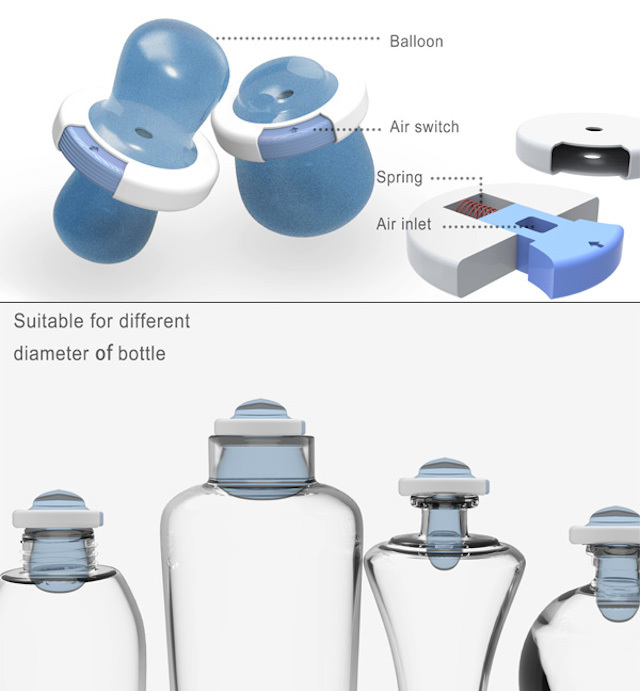 Balloon
Air switch
Spring
Air inlet
Suitable for different
diameter of bottle